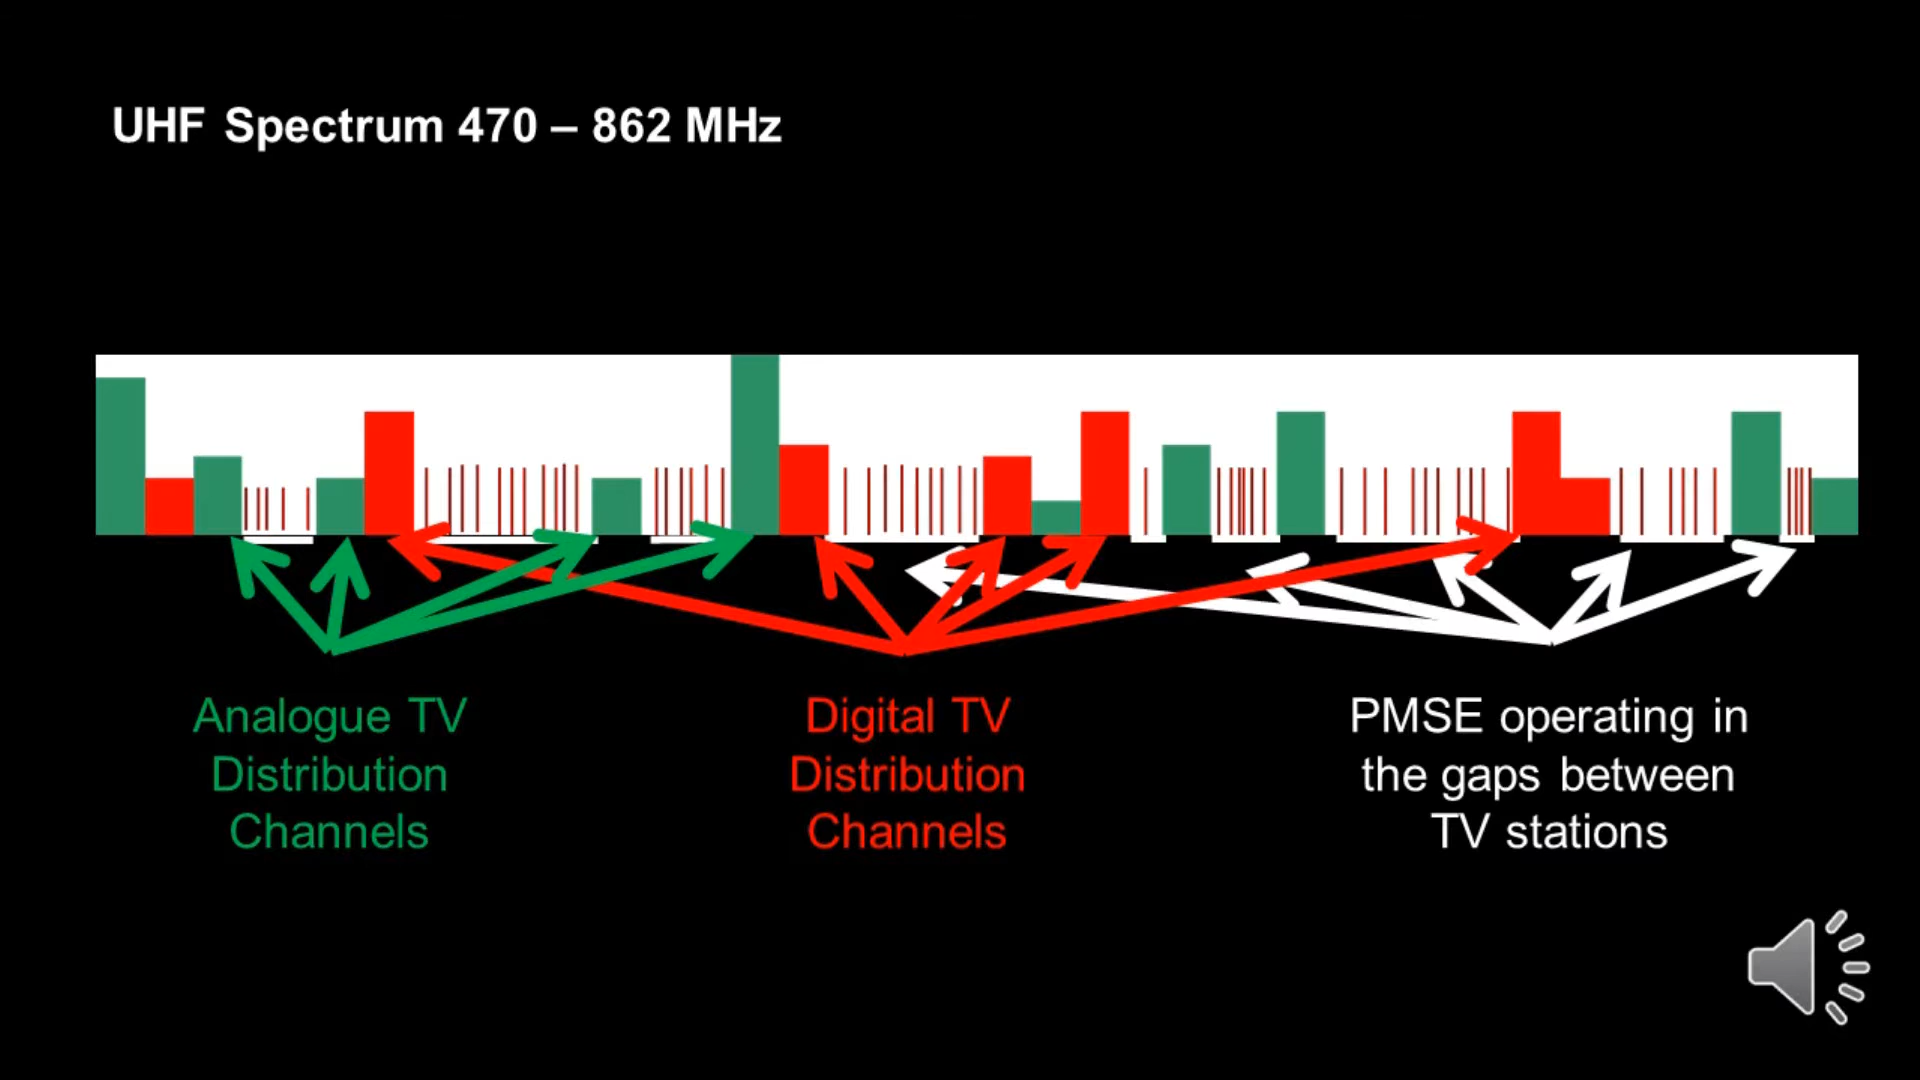 UHF Spectrum 470 – 862 MHz
Analogue TV
Distribution
Channels
Digital TV
Distribution
Channels
PMSE operating in
the gaps between
TV stations